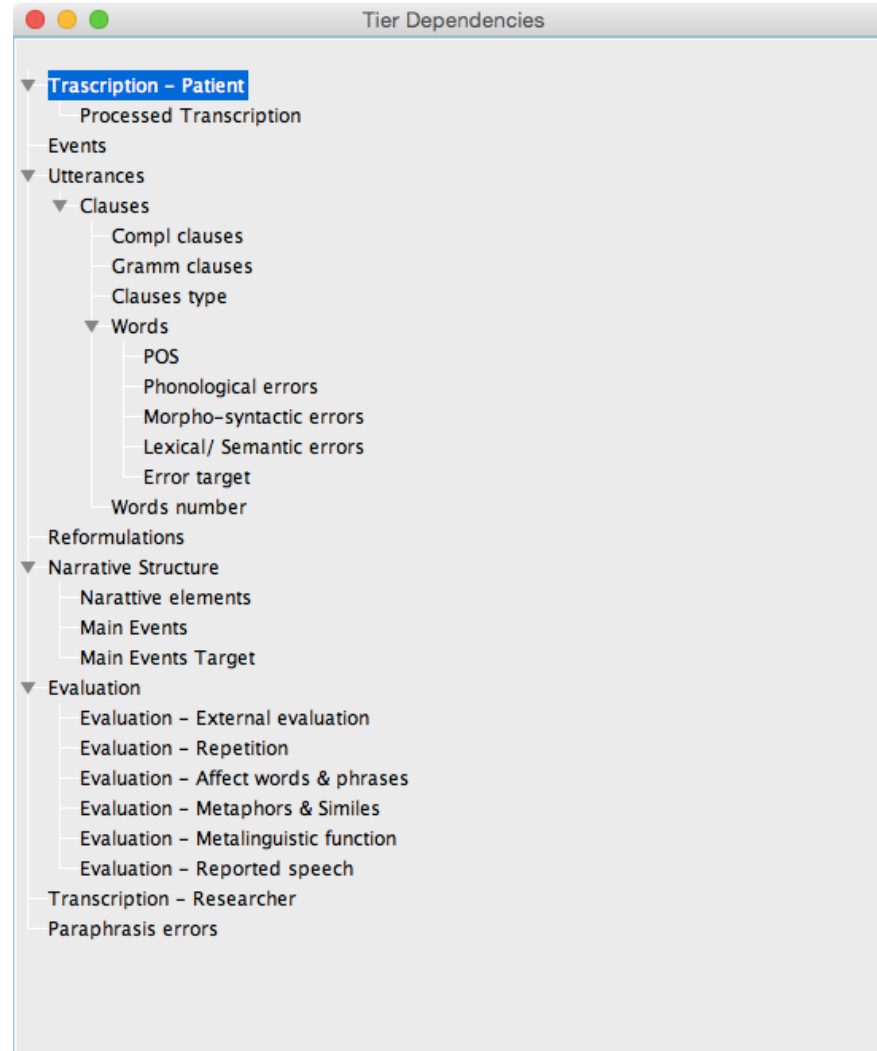 Tier Dependencies
Trascription – Patient
Processed Transcription
Events
Utterances
Clauses
Compl clauses
Gramm clauses
Clauses type
Words
POS
Phonological errors
Morpho-syntactic errors
Lexical/ Semantic errors
Error target
Words number
Reformulations
Narrative Structure
Narattive elements
Main Events
Main Events Target
Evaluation
Evaluation – External evaluation
Evaluation – Repetition
Evaluation – Affect words & phrases
Evaluation – Metaphors & Similes
Evaluation – Metalinguistic function
Evaluation – Reported speech
Transcription – Researcher
Paraphrasis errors